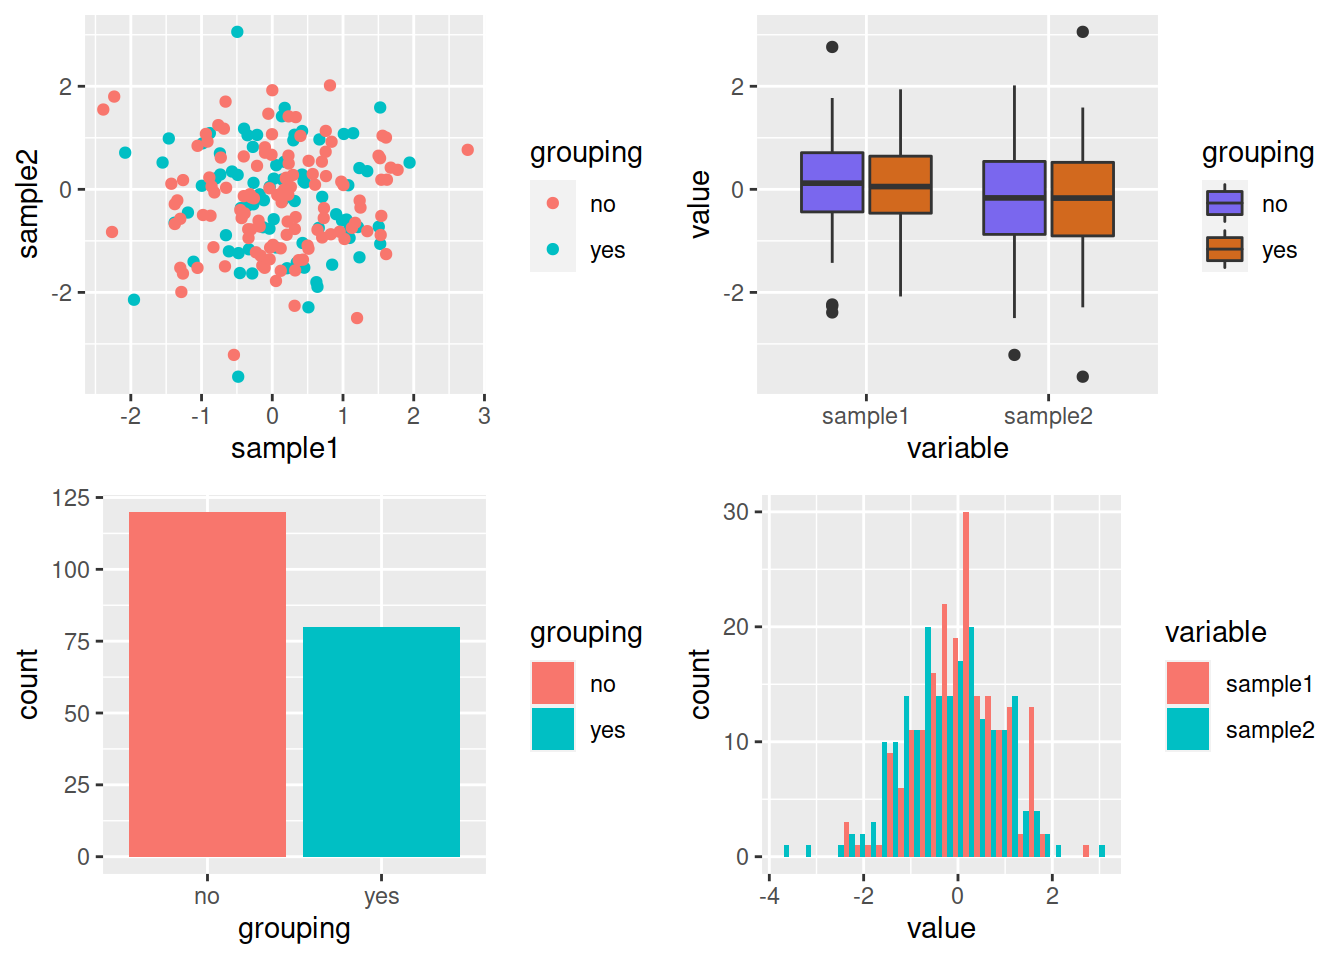 2
0
-2
sample2
-2 -1 0 1 2 3
sample1
grouping
no
yes
2
0
-2
value
sample1 sample2
variable
grouping
no
yes
125
100
75
50
25
0
count
no yes
grouping
grouping
no
yes
30
20
10
0
count
-4 -2 0 2
value
variable
sample1
sample2